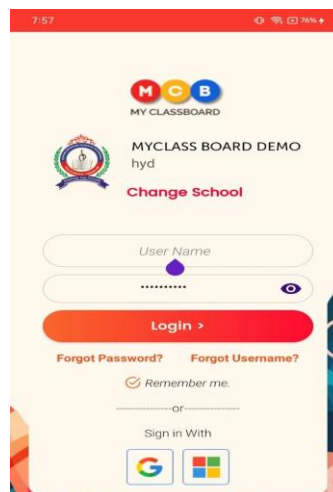 7:57 76%
M C B
MY CLASSBOARD
MYCLASS BOARD DEMO
hyd
Change School
User Name
••••••••••
Login >
Forgot Password? Forgot Username?
Remember me.
---------------or---------------
Sign in With
G